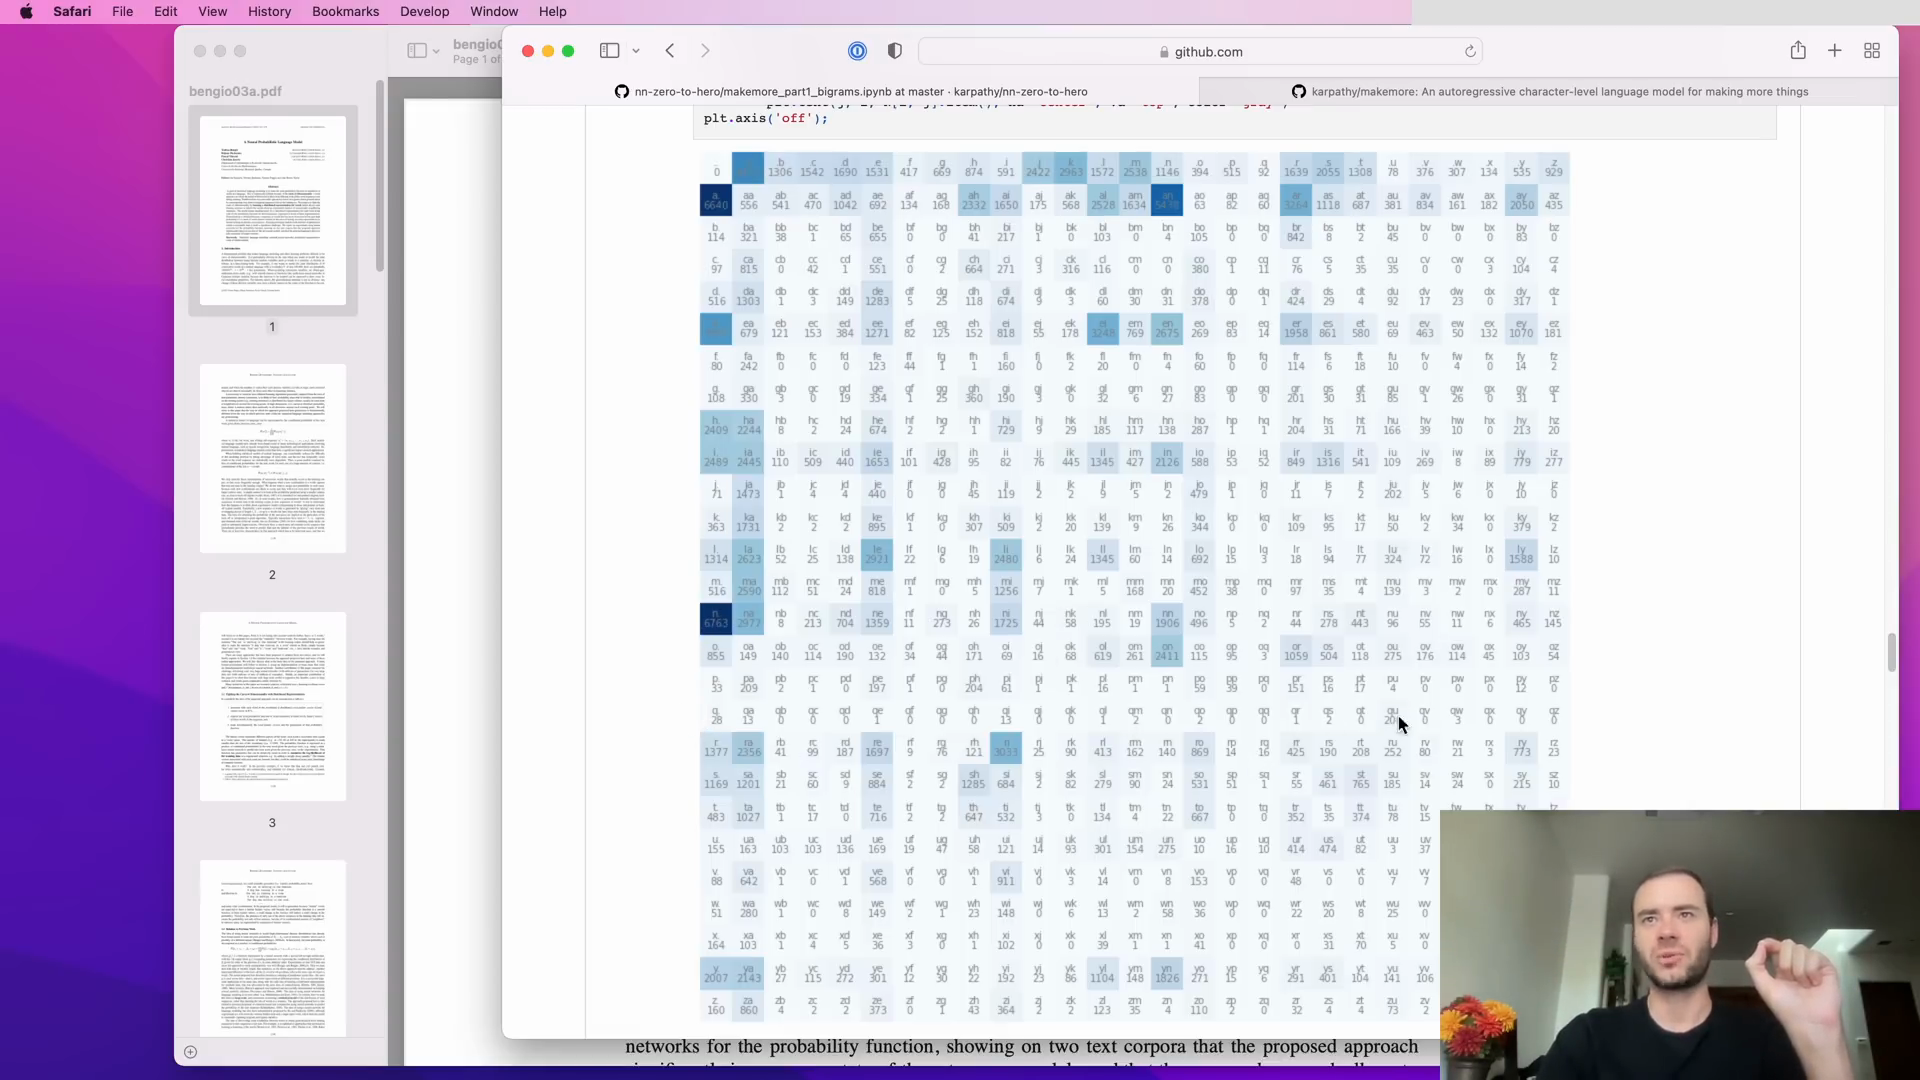 Safari File Edit View History Bookmarks Develop Window Help
bengio03a.pdf
Page 1 of
github.com
nn-zero-to-hero/makemore_part1_bigrams.ipynb at master · karpathy/nn-zero-to-hero
karpathy/makemore: An autoregressive character-level language model for making more things
plt.axis('off');
. .b .c .d .e .f .g .h .i .j .k .l .m .n .o .p .q .r .s .t .u .v .w .x .y .z
0 1306 1542 1690 1531 417 669 874 591 2422 2963 1572 2538 1146 394 515 92 1639 2055 1308 78 376 307 134 535 929
a. aa ab ac ad ae af ag ah ai aj ak al am an ao ap aq ar as at au av aw ax ay az
6640 556 541 470 1042 692 134 168 2332 1650 175 568 2528 1634 5438 63 82 60 3264 1118 687 381 834 161 182 2050 435
b. ba bb bc bd be bf bg bh bi bj bk bl bm bn bo bp bq br bs bt bu bv bw bx by bz
114 321 38 1 65 655 0 0 41 217 1 0 103 0 4 105 0 0 842 8 2 45 0 0 0 83 0
c. ca cb cc cd ce cf cg ch ci cj ck cl cm cn co cp cq cr cs ct cu cv cw cx cy cz
97 815 0 42 1 551 0 2 664 271 3 316 116 0 0 380 1 11 76 5 35 35 0 0 3 104 4
d. da db dc dd de df dg dh di dj dk dl dm dn do dp dq dr ds dt du dv dw dx dy dz
516 1303 1 3 149 1283 5 25 118 674 9 3 60 30 31 378 0 1 424 29 4 92 17 23 0 317 1
ea eb ec ed ee ef eg eh ei ej ek el em en eo ep eq er es et eu ev ew ex ey ez
679 121 153 384 1271 82 125 152 818 55 178 3248 769 2675 269 83 14 1958 861 580 69 463 50 132 1070 181
f. fa fb fc fd fe ff fg fh fi fj fk fl fm fn fo fp fq fr fs ft fu fv fw fx fy fz
80 242 0 0 0 123 44 1 1 160 0 2 20 0 4 60 0 0 114 6 18 10 0 4 0 14 2
g. ga gb gc gd ge gf gg gh gi gj gk gl gm gn go gp gq gr gs gt gu gv gw gx gy gz
108 330 3 0 19 334 1 25 360 190 3 0 32 6 27 83 0 0 201 30 31 85 1 26 0 31 1
h. ha hb hc hd he hf hg hh hi hj hk hl hm hn ho hp hq hr hs ht hu hv hw hx hy hz
2409 2244 8 2 24 674 2 2 1 729 9 29 185 117 138 287 1 1 204 31 71 166 39 10 0 213 20
i. ia ib ic id ie if ig ih ii ij ik il im in io ip iq ir is it iu iv iw ix iy iz
2489 2445 110 509 440 1653 101 428 95 82 76 445 1345 427 2126 588 53 52 849 1316 541 109 269 8 89 779 277
j. ja jb jc jd je jf jg jh ji jj jk jl jm jn jo jp jq jr js jt ju jv jw jx jy jz
71 1473 1 4 4 440 0 0 45 119 2 2 9 5 2 479 1 0 11 7 2 202 5 6 0 10 0
k. ka kb kc kd ke kf kg kh ki kj kk kl km kn ko kp kq kr ks kt ku kv kw kx ky kz
363 1731 2 2 2 895 1 0 307 509 2 20 139 9 26 344 0 0 109 95 17 50 2 34 0 379 2
l. la lb lc ld le lf lg lh li lj lk ll lm ln lo lp lq lr ls lt lu lv lw lx ly lz
1314 2623 52 25 138 2921 22 6 19 2480 6 24 1345 60 14 692 15 3 18 94 77 324 72 16 0 1588 10
m. ma mb mc md me mf mg mh mi mj mk ml mm mn mo mp mq mr ms mt mu mv mw mx my mz
516 2590 112 51 24 818 1 0 5 1256 7 1 5 168 20 452 38 0 97 35 4 139 3 2 0 287 11
n. na nb nc nd ne nf ng nh ni nj nk nl nm nn no np nq nr ns nt nu nv nw nx ny nz
6763 2977 8 213 704 1359 11 273 26 1725 44 58 195 19 1906 496 5 2 44 278 443 96 55 11 6 465 145
o. oa ob oc od oe of og oh oi oj ok ol om on oo op oq or os ot ou ov ow ox oy oz
855 149 140 114 190 132 34 44 171 69 16 68 619 261 2411 115 95 3 1059 504 118 275 176 114 45 103 54
p. pa pb pc pd pe pf pg ph pi pj pk pl pm pn po pp pq pr ps pt pu pv pw px py pz
33 209 2 1 0 197 1 0 204 61 1 1 16 1 1 59 39 0 151 16 17 4 0 0 0 12 0
q. qa qb qc qd qe qf qg qh qi qj qk ql qm qn qo qp qq qr qs qt qu qv qw qx qy qz
28 13 0 0 0 1 0 0 0 13 0 0 1 2 0 2 0 0 1 2 0 0 3 0 0 0
ra rb rc rd re rf rg rh ri rj rk rl rm rn ro rp rq rr rs rt ru rv rw rx ry rz
1377 2356 41 99 187 1697 9 76 121 3033 25 90 413 162 140 869 14 16 425 190 208 252 80 21 3 773 23
s. sa sb sc sd se sf sg sh si sj sk sl sm sn so sp sq sr ss st su sv sw sx sy sz
1169 1201 21 60 9 884 2 2 1285 684 2 82 279 90 24 531 51 1 55 461 765 185 14 24 0 215 10
t. ta tb tc td te tf tg th ti tj tk tl tm tn to tp tq tr ts tt tu tv
483 1027 1 17 0 716 2 2 647 532 3 0 134 4 22 667 0 0 352 35 374 78 15
u. ua ub uc ud ue uf ug uh ui uj uk ul um un uo up uq ur us ut uu uv
155 163 103 103 136 169 19 47 58 121 14 93 301 154 275 10 16 10 414 474 82 3 37
v. va vb vc vd ve vf vg vh vi vj vk vl vm vn vo vp vq vr vs vt vu vv
88 642 1 0 1 568 0 0 1 911 0 3 14 0 8 153 0 0 48 0 0 7 7
w. wa wb wc wd we wf wg wh wi wj wk wl wm wn wo wp wq wr ws wt wu wv
51 280 1 0 8 149 2 1 23 148 0 6 13 2 58 36 0 0 22 20 8 25 0
x. xa xb xc xd xe xf xg xh xi xj xk xl xm xn xo xp xq xr xs xt xu xv
164 103 1 4 5 36 3 0 1 102 0 0 39 1 1 41 0 0 0 31 70 5 0
y. ya yb yc yd ye yf yg yh yi yj yk yl ym yn yo yp yq yr ys yt yu yv
2007 2143 27 115 272 301 12 30 22 192 23 86 1104 148 1826 271 15 6 291 401 104 141 106
z. za zb zc zd ze zf zg zh zi zj zk zl zm zn zo zp zq zr zs zt zu zv
160 860 4 2 2 373 0 1 43 364 2 2 123 35 4 110 2 0 32 4 4 73 2
networks for the probability function, showing on two text corpora that the proposed approach
1
2
3